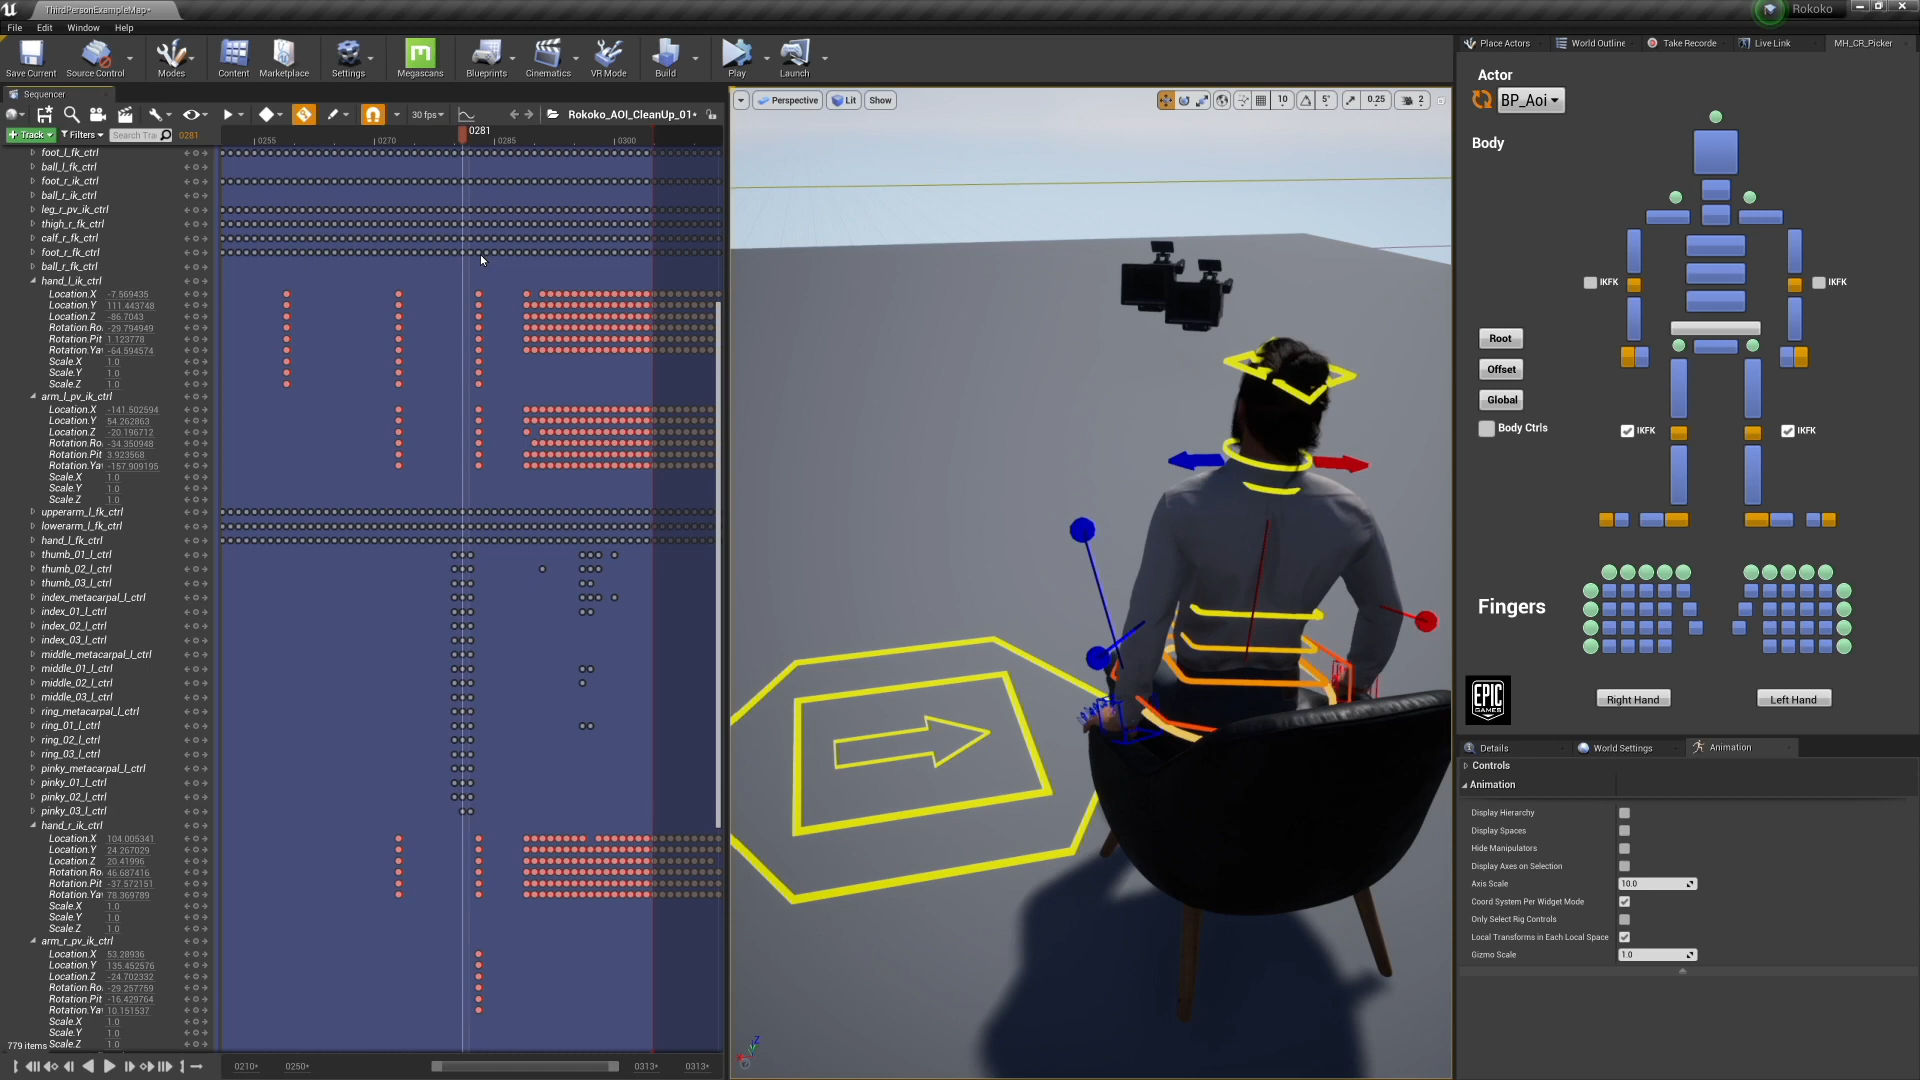 ThirdPersonExampleMap*
Rokoko
File Edit Window Help
Save Current Source Control Modes Content Marketplace Settings Megascans Blueprints Cinematics VR Mode Build Play Launch
Place Actors World Outline Take Recorde Live Link MH_CR_Picker
Sequencer
30 fps Rokoko_AOI_CleanUp_01*
Perspective Lit Show 10 5° 0.25 2
+ Track Filters Search Tra 0281
0255 0270 0281 0285 0300
foot_l_fk_ctrl
ball_l_fk_ctrl
foot_r_ik_ctrl
ball_r_ik_ctrl
leg_r_pv_ik_ctrl
thigh_r_fk_ctrl
calf_r_fk_ctrl
foot_r_fk_ctrl
ball_r_fk_ctrl
hand_l_ik_ctrl
Location.X -7.569435
Location.Y 111.443748
Location.Z -86.7043
Rotation.Ro -29.794949
Rotation.Pit 1.123778
Rotation.Ya -64.594574
Scale.X 1.0
Scale.Y 1.0
Scale.Z 1.0
arm_l_pv_ik_ctrl
Location.X -141.502594
Location.Y 54.262863
Location.Z -20.196712
Rotation.Ro -34.350948
Rotation.Pit 3.923568
Rotation.Ya -157.909195
Scale.X 1.0
Scale.Y 1.0
Scale.Z 1.0
upperarm_l_fk_ctrl
lowerarm_l_fk_ctrl
hand_l_fk_ctrl
thumb_01_l_ctrl
thumb_02_l_ctrl
thumb_03_l_ctrl
index_metacarpal_l_ctrl
index_01_l_ctrl
index_02_l_ctrl
index_03_l_ctrl
middle_metacarpal_l_ctrl
middle_01_l_ctrl
middle_02_l_ctrl
middle_03_l_ctrl
ring_metacarpal_l_ctrl
ring_01_l_ctrl
ring_02_l_ctrl
ring_03_l_ctrl
pinky_metacarpal_l_ctrl
pinky_01_l_ctrl
pinky_02_l_ctrl
pinky_03_l_ctrl
hand_r_ik_ctrl
Location.X 104.005341
Location.Y 24.267029
Location.Z 20.41996
Rotation.Ro 46.687416
Rotation.Pit -37.572151
Rotation.Ya 78.369789
Scale.X 1.0
Scale.Y 1.0
Scale.Z 1.0
arm_r_pv_ik_ctrl
Location.X 53.28936
Location.Y 135.452576
Location.Z -24.702332
Rotation.Ro -29.257759
Rotation.Pit -16.429764
Rotation.Ya 10.151537
Scale.X 1.0
Scale.Y 1.0
Scale.Z 1.0
779 items
0210* 0250* 0313* 0313*
Actor
BP_Aoi
Body
IKFK IKFK
Root
Offset
Global
Body Ctrls
IKFK IKFK
Fingers
EPIC GAMES
Right Hand Left Hand
Details World Settings Animation
Controls
Animation
Display Hierarchy
Display Spaces
Hide Manipulators
Display Axes on Selection
Axis Scale 10.0
Coord System Per Widget Mode
Only Select Rig Controls
Local Transforms in Each Local Space
Gizmo Scale 1.0